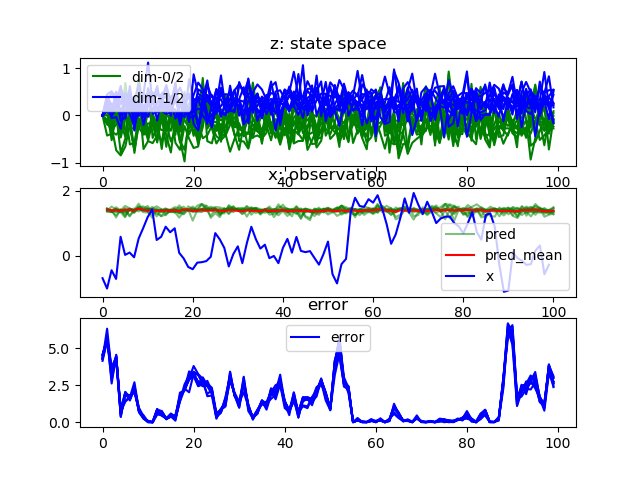 z: state space
1
0
−1
dim-0/2
dim-1/2
0 20 40 60 80 100
x: observation
2
0
pred
pred_mean
x
0 20 40 60 80 100
error
5.0
2.5
0.0
error
0 20 40 60 80 100